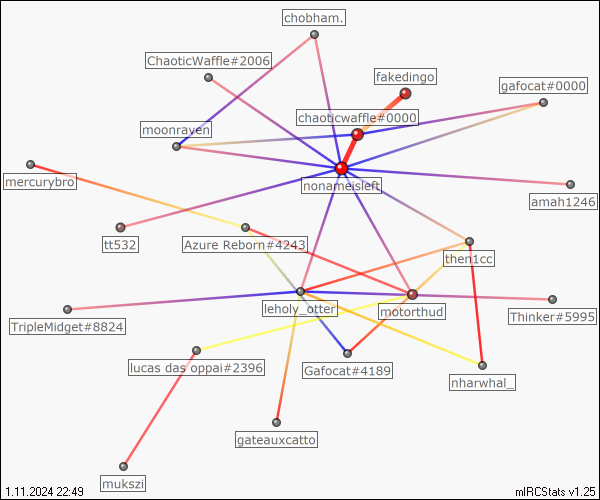 chobham.
ChaoticWaffle#2006
fakedingo
gafocat#0000
chaoticwaffle#0000
moonraven
mercurybro
nonameisleft
amah1246
tt532
Azure Reborn#4243
then1cc
leholy_otter
motorthud
Thinker#5995
TripleMidget#8824
lucas das oppai#2396
Gafocat#4189
nharwhal_
gateauxcatto
mukszi
1.11.2024 22:49
mIRCStats v1.25